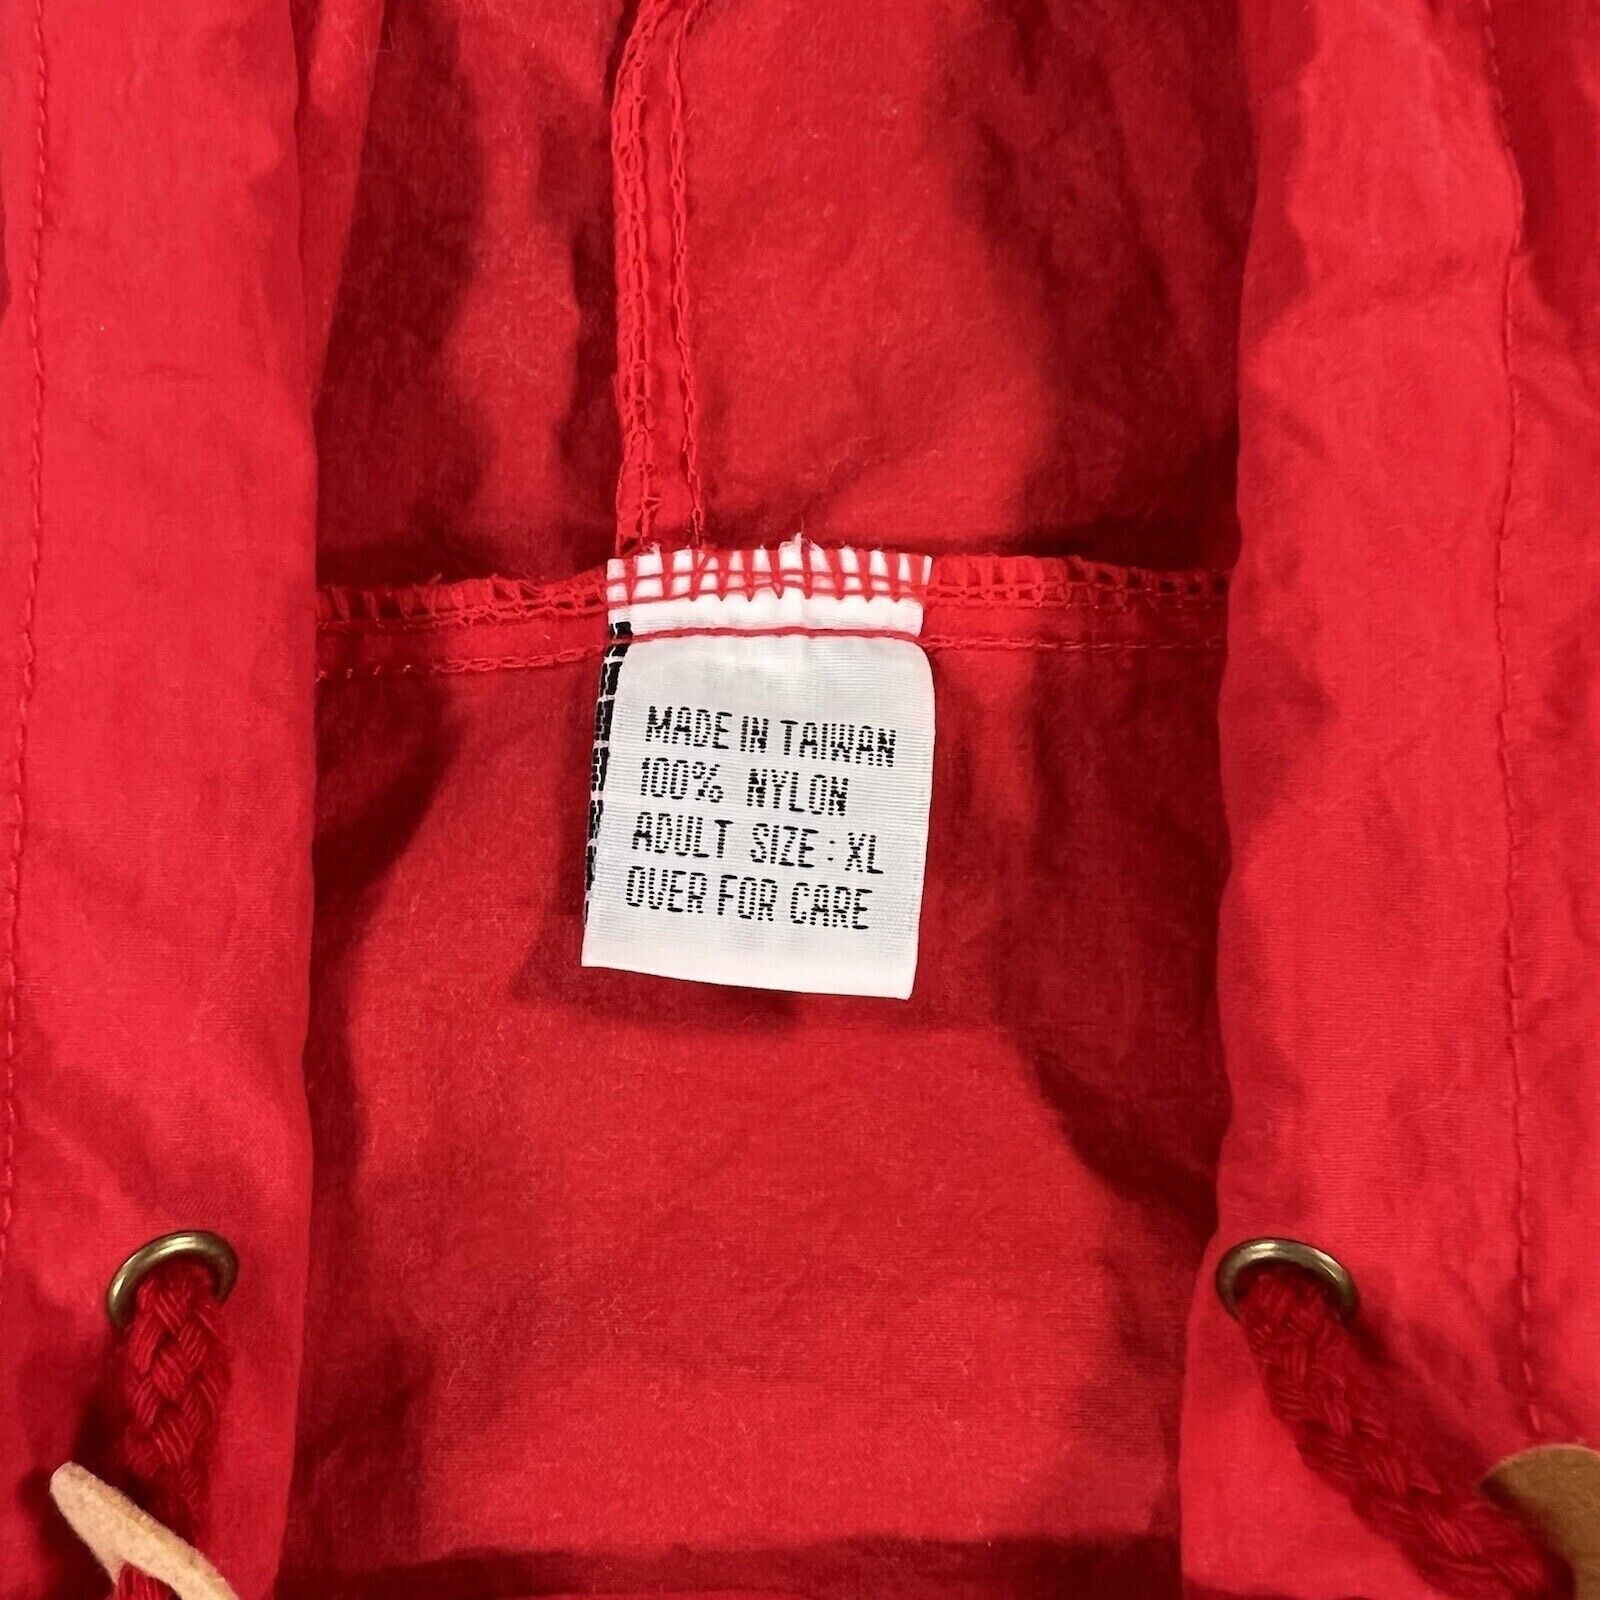 MADE IN TAIWAN
100% NYLON
ADULT SIZE: XL
OVER FOR CARE